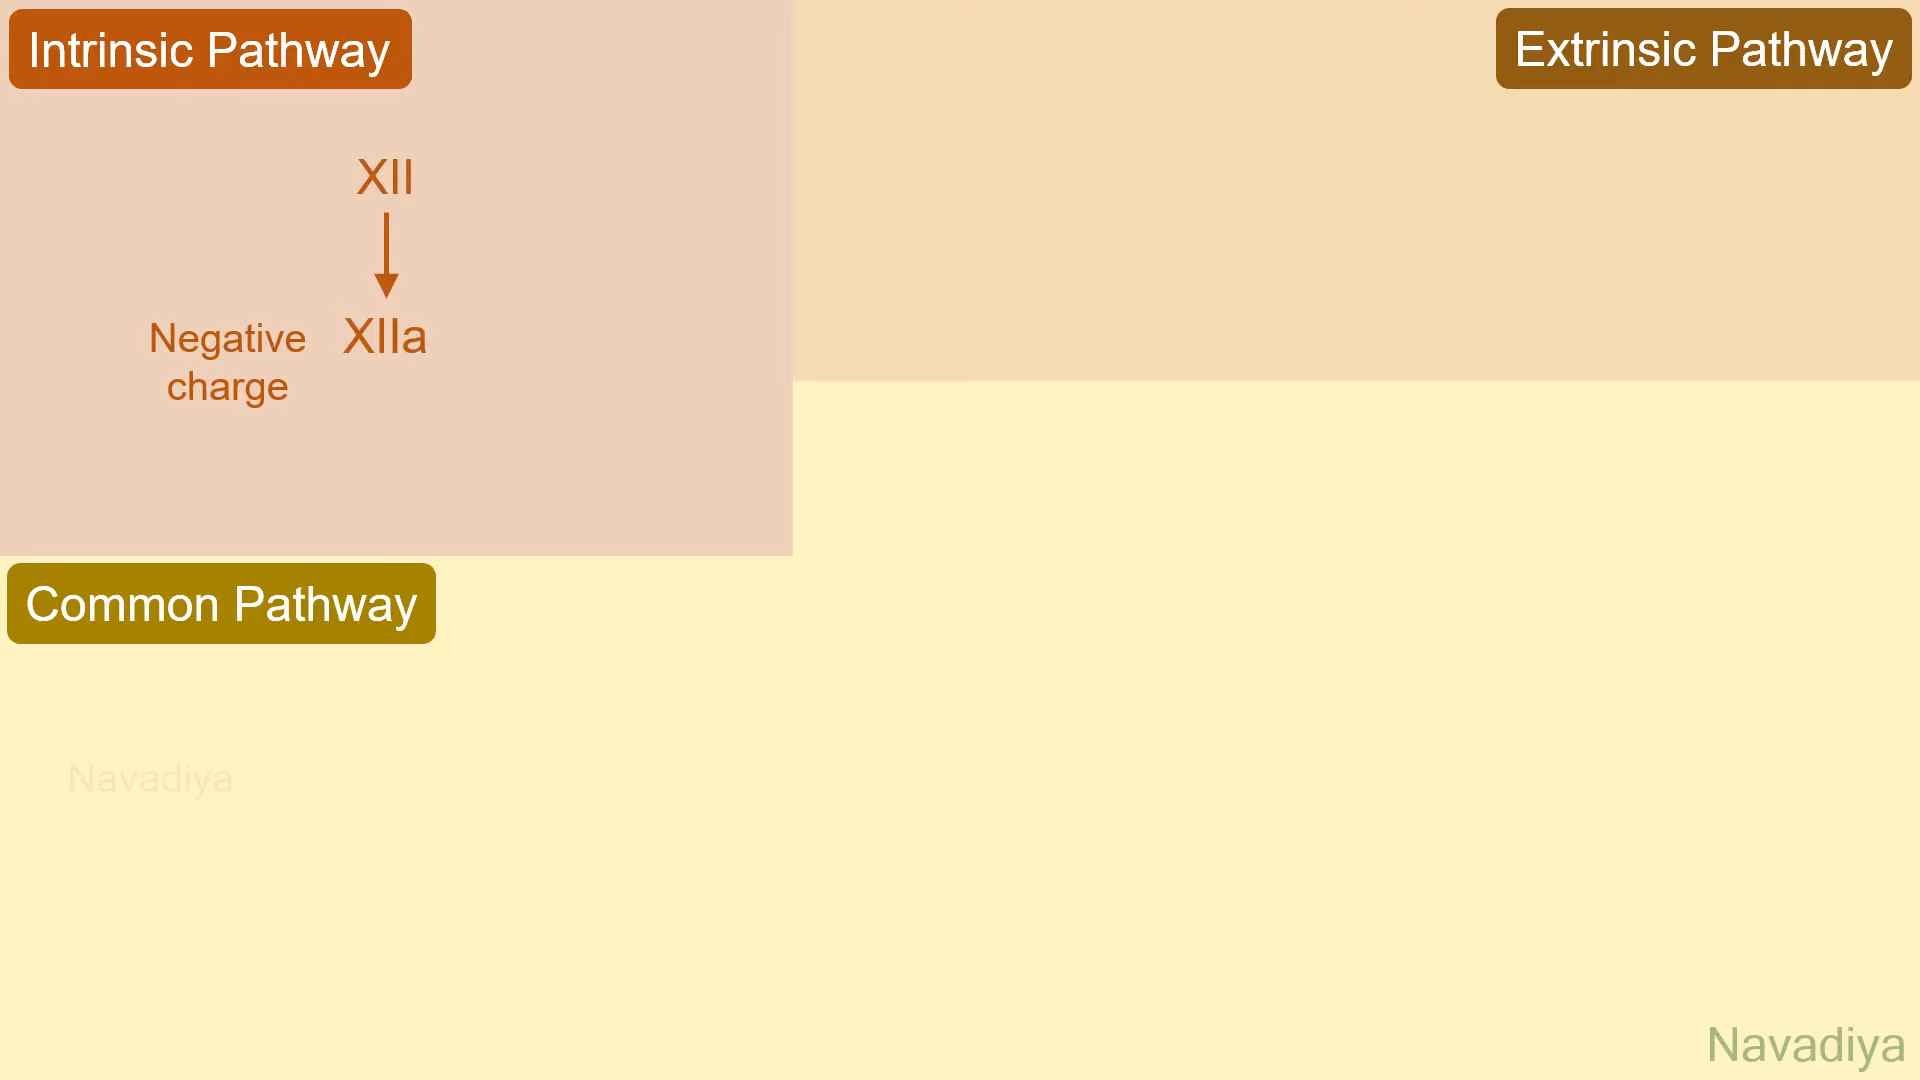 Intrinsic Pathway
Extrinsic Pathway
XII
Negative
charge
XIIa
Common Pathway
Navadiya
Navadiya